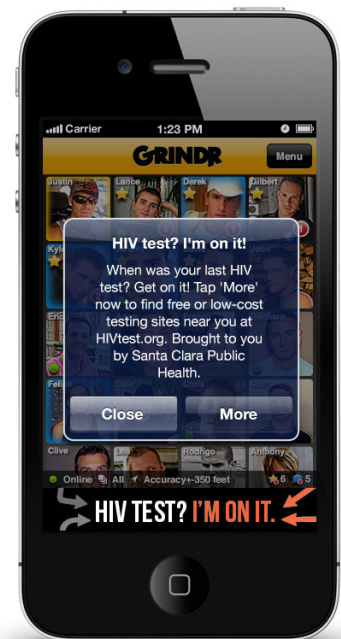 Carrier 1:23 PM
GRINDR Menu
Justin Lance Derek Gilbert
HIV test? I'm on it!
When was your last HIV
test? Get on it! Tap 'More'
now to find free or low-cost
testing sites near you at
HIVtest.org. Brought to you
by Santa Clara Public
Health.
Close More
Clive Rodrigo Anthony
Online All Accuracy+-350 feet 6 5
HIV TEST? I'M ON IT.